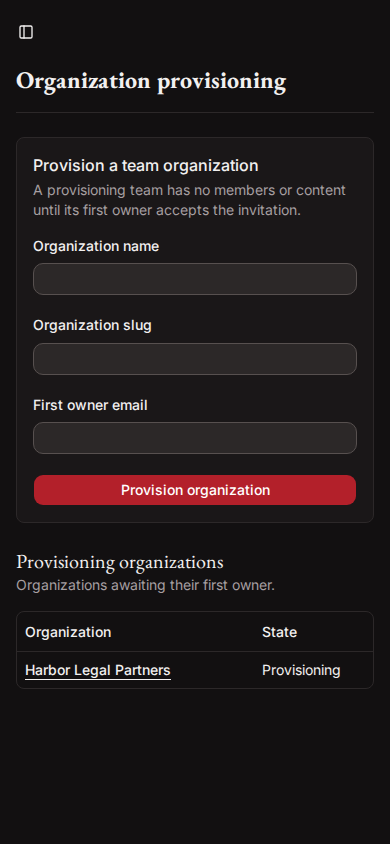 Organization provisioning
Provision a team organization
A provisioning team has no members or content
until its first owner accepts the invitation.
Organization name
Organization slug
First owner email
Provision organization
Provisioning organizations
Organizations awaiting their first owner.
Organization State
Harbor Legal Partners Provisioning